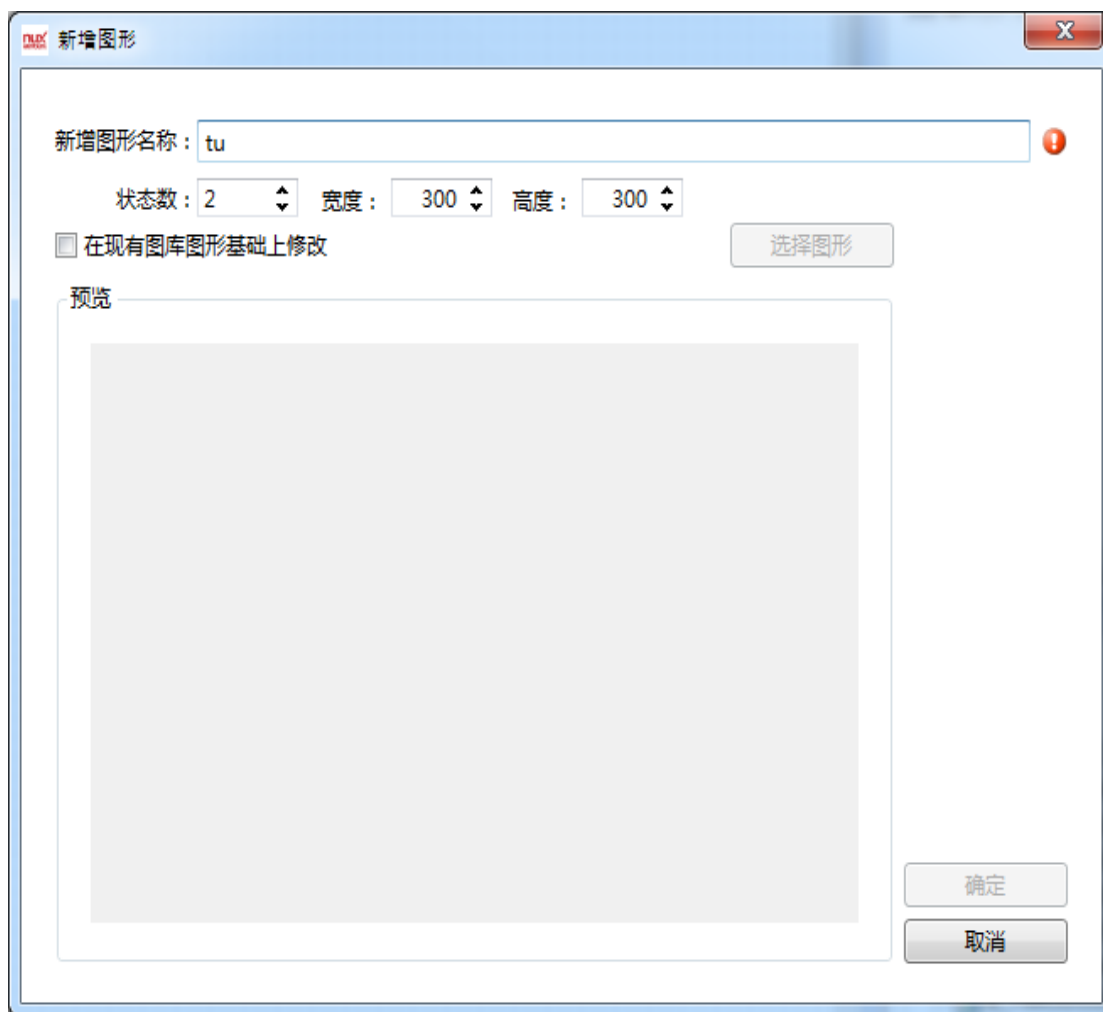 新增图形
新增图形名称：tu
状态数：2 宽度： 300 高度： 300
在现有图库图形基础上修改 选择图形
预览
确定
取消